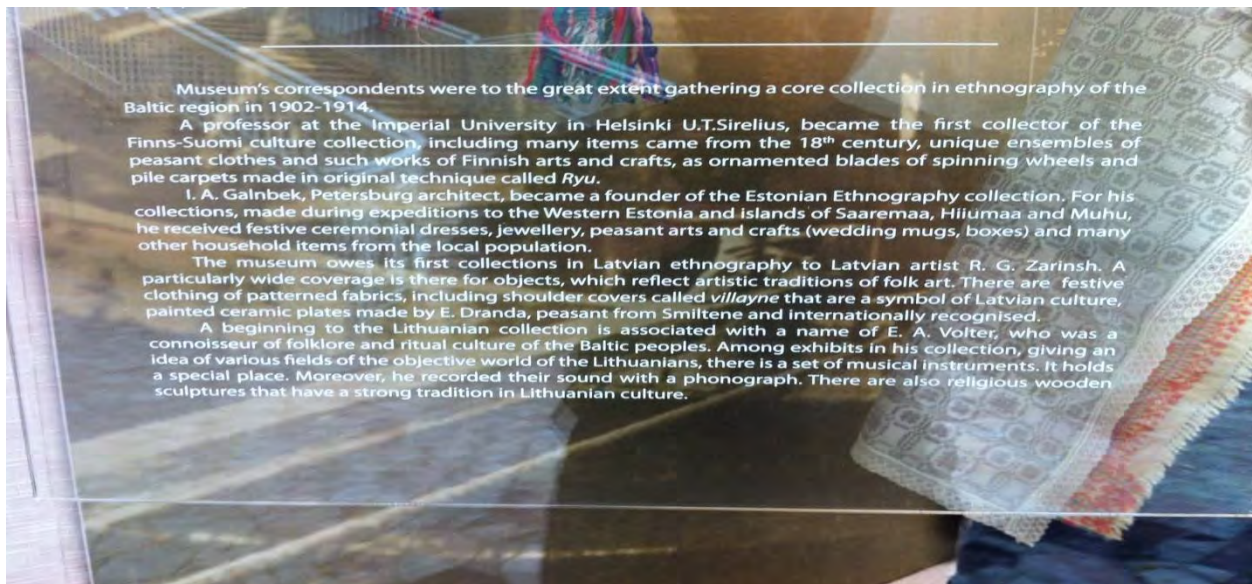 Museum's correspondents were to the great extent gathering a core collection in ethnography of the
Baltic region in 1902-1914.
A professor at the Imperial University in Helsinki U.T.Sirelius, became the first collector of the
Finns-Suomi culture collection, including many items came from the 18th century, unique ensembles of
peasant clothes and such works of Finnish arts and crafts, as ornamented blades of spinning wheels and
pile carpets made in original technique called Ryu.
I. A. Galnbek, Petersburg architect, became a founder of the Estonian Ethnography collection. For his
collections, made during expeditions to the Western Estonia and islands of Saaremaa, Hiiumaa and Muhu,
he received festive ceremonial dresses, jewellery, peasant arts and crafts (wedding mugs, boxes) and many
other household items from the local population.
The museum owes its first collections in Latvian ethnography to Latvian artist R. G. Zarinsh. A
particularly wide coverage is there for objects, which reflect artistic traditions of folk art. There are festive
clothing of patterned fabrics, including shoulder covers called villayne that are a symbol of Latvian culture,
painted ceramic plates made by E. Dranda, peasant from Smiltene and internationally recognised.
A beginning to the Lithuanian collection is associated with a name of E. A. Volter, who was a
connoisseur of folklore and ritual culture of the Baltic peoples. Among exhibits in his collection, giving an
idea of various fields of the objective world of the Lithuanians, there is a set of musical instruments. It holds
a special place. Moreover, he recorded their sound with a phonograph. There are also religious wooden
sculptures that have a strong tradition in Lithuanian culture.